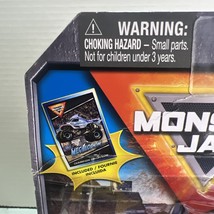 WARNING:
CHOKING HAZARD – Small parts.
Not for children under 3 years.
MONS
JA
INCLUDED / FOURNIE
INCLUIDA